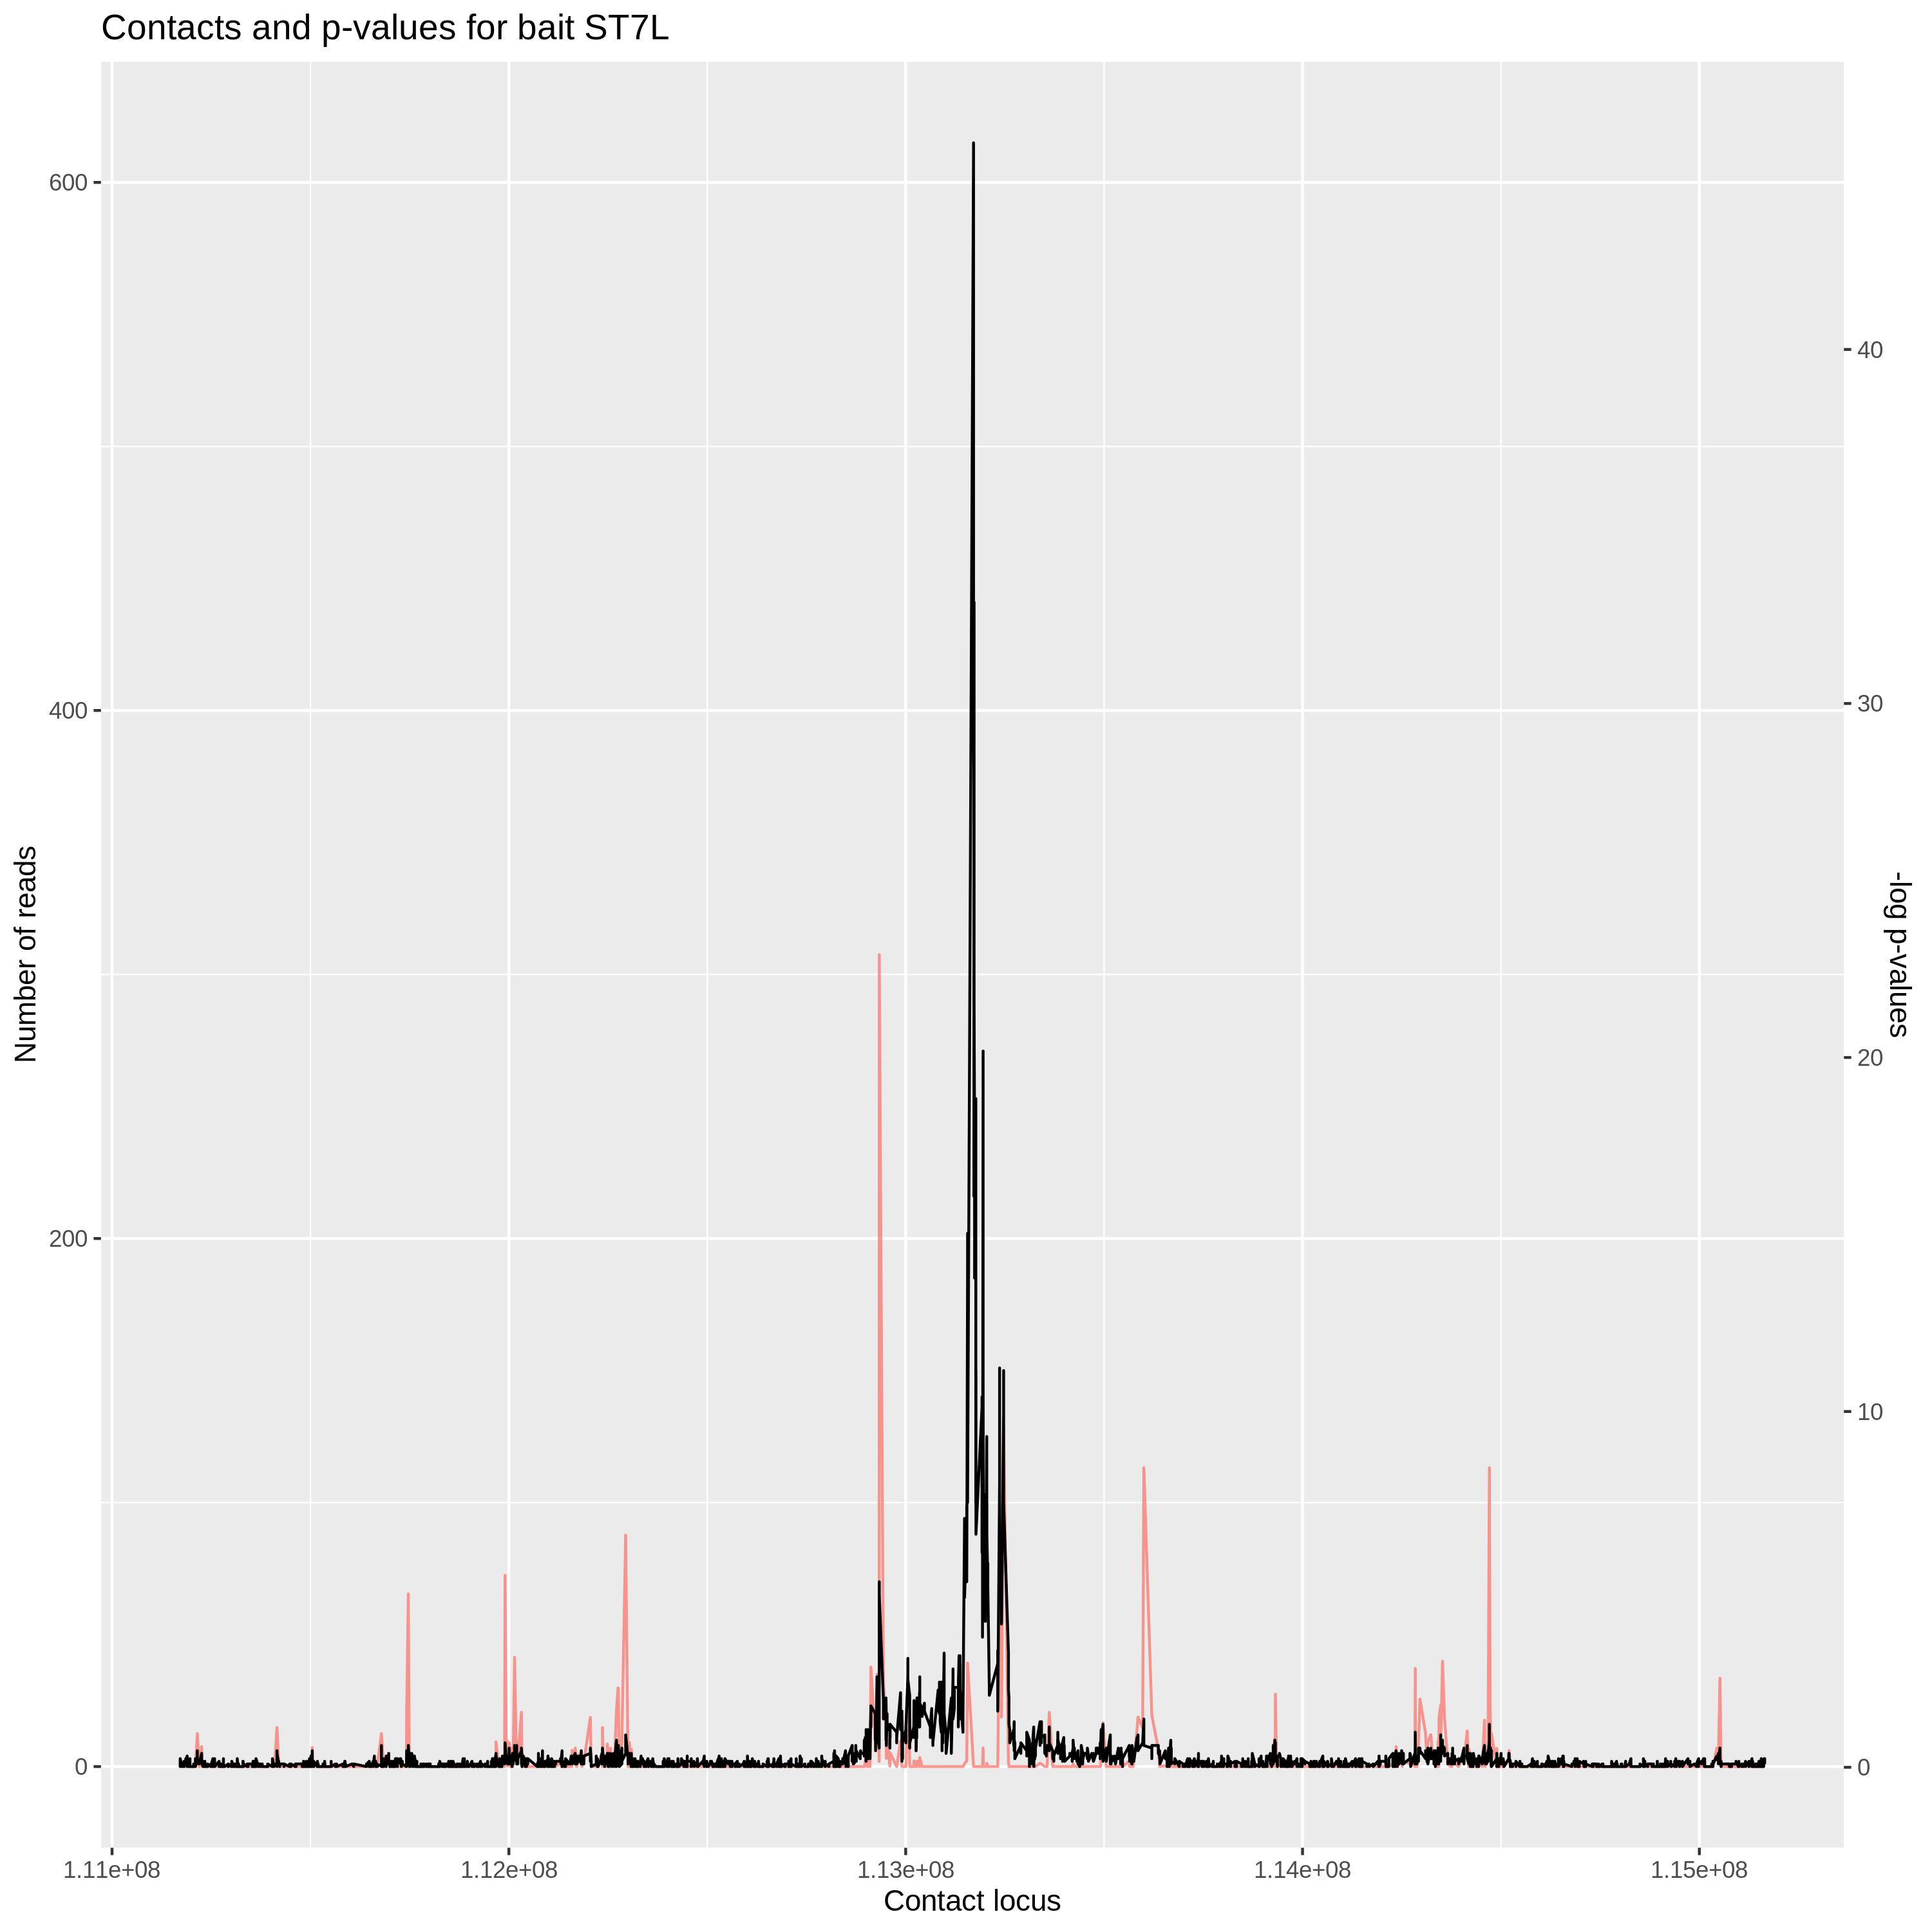 Contacts and p-values for bait ST7L
600
400
200
0
Number of reads
40
30
20
10
0
-log p-values
1.11e+08 1.12e+08 1.13e+08 1.14e+08 1.15e+08
Contact locus